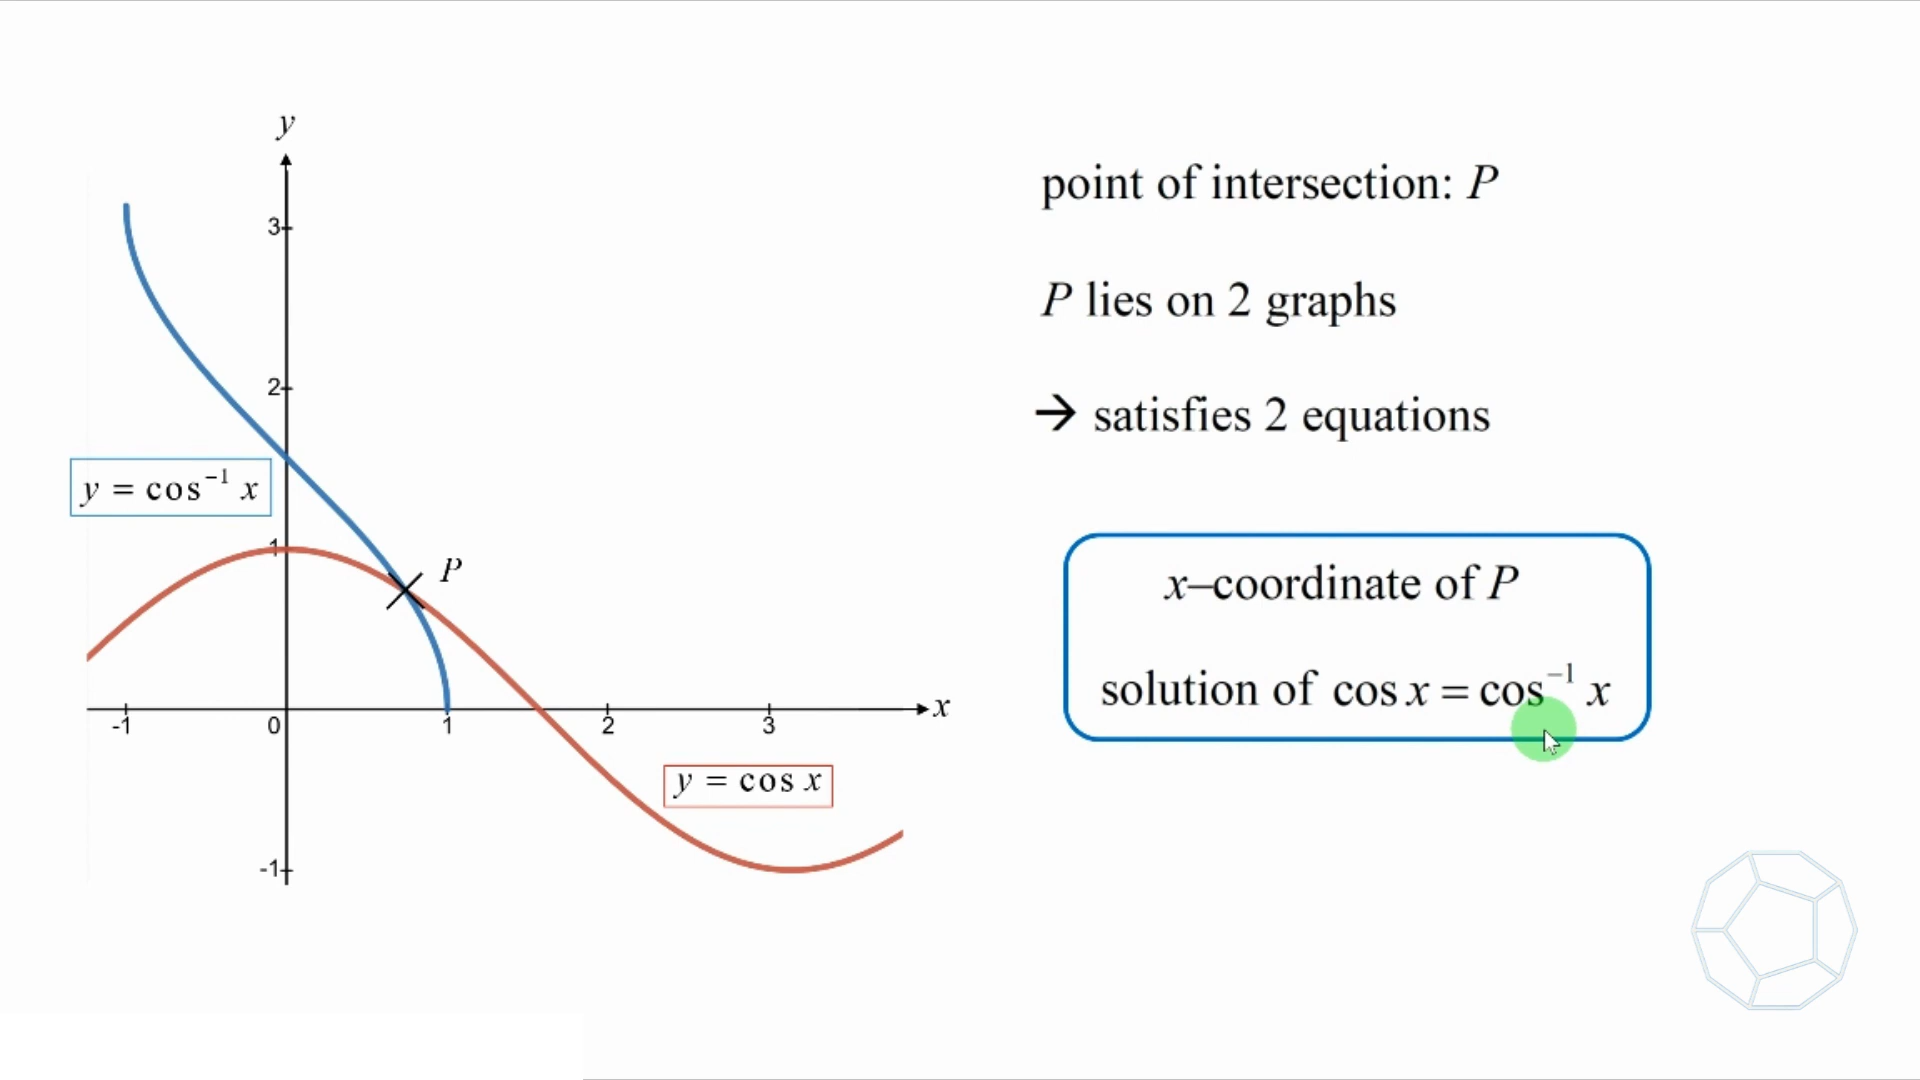 y
3
2
y = cos⁻¹ x
1
P
-1
0
1
2
3
x
y = cos x
-1
point of intersection: P
P lies on 2 graphs
→ satisfies 2 equations
x–coordinate of P
solution of cos x = cos⁻¹ x